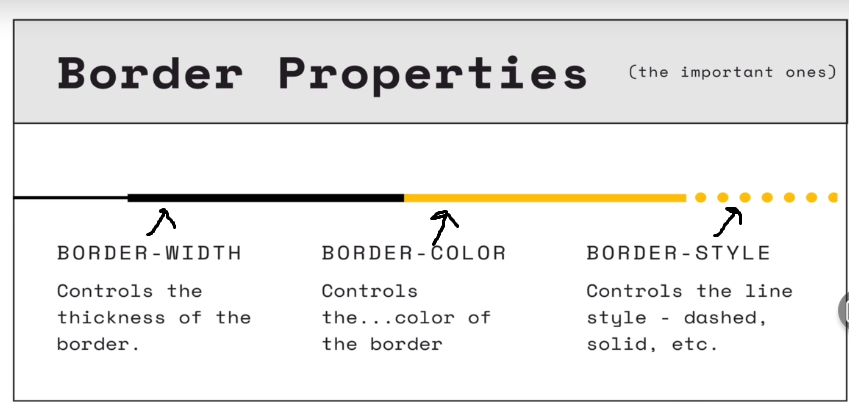 Border Properties (the important ones)
BORDER-WIDTH
Controls the
thickness of the
border.
BORDER-COLOR
Controls
the...color of
the border
BORDER-STYLE
Controls the line
style - dashed,
solid, etc.